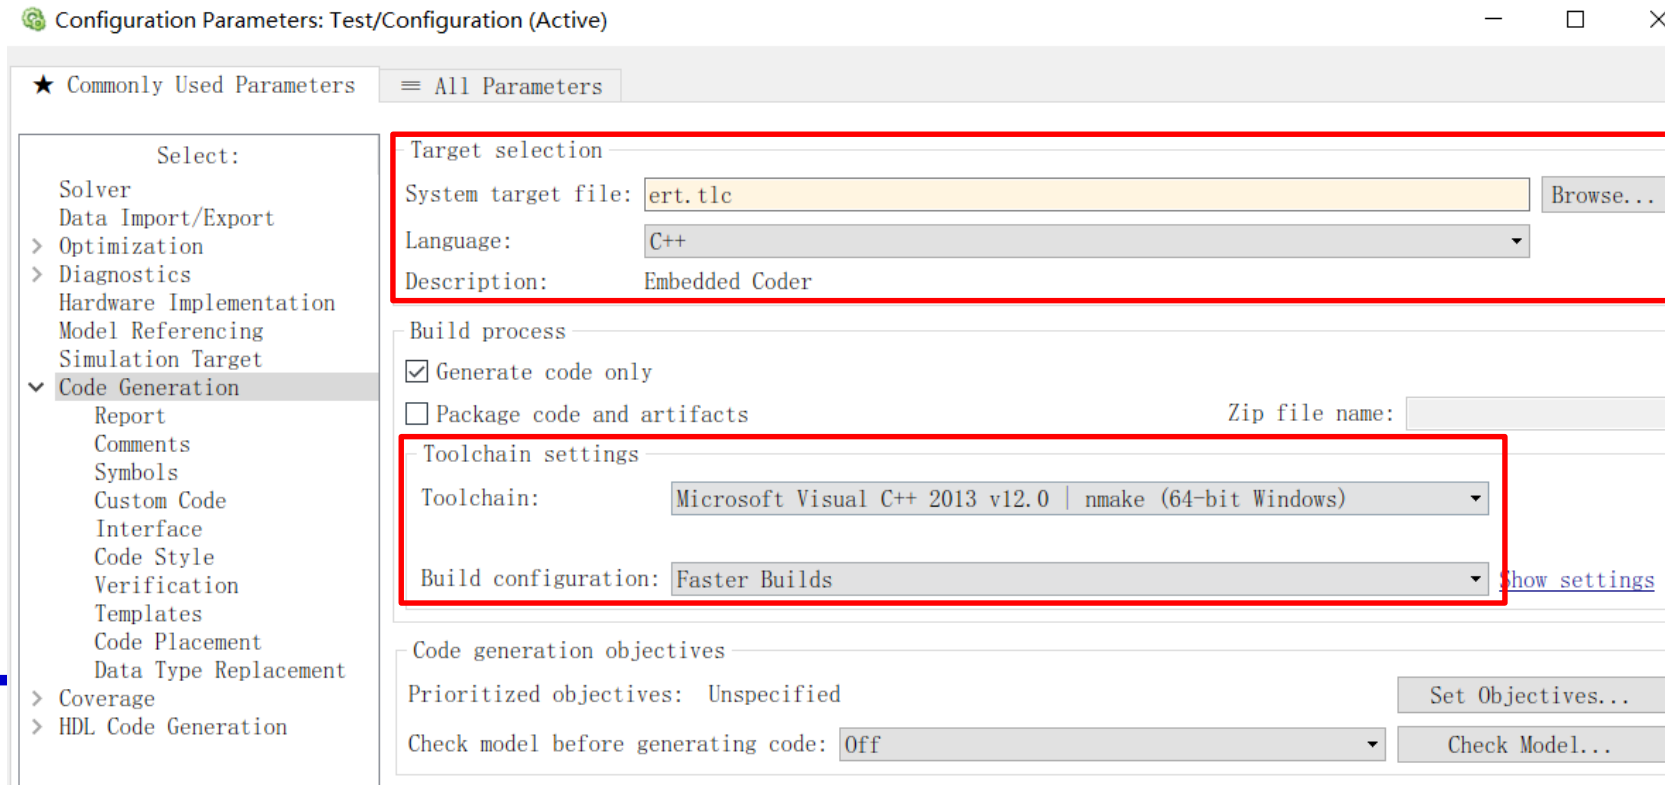 Configuration Parameters: Test/Configuration (Active)
★ Commonly Used Parameters
All Parameters
Select:
Solver
Data Import/Export
Optimization
Diagnostics
Hardware Implementation
Model Referencing
Simulation Target
Code Generation
Report
Comments
Symbols
Custom Code
Interface
Code Style
Verification
Templates
Code Placement
Data Type Replacement
Coverage
HDL Code Generation
Target selection
System target file: ert.tlc Browse...
Language: C++
Description: Embedded Coder
Build process
Generate code only
Package code and artifacts Zip file name:
Toolchain settings
Toolchain: Microsoft Visual C++ 2013 v12.0 | nmake (64-bit Windows)
Build configuration: Faster Builds Show settings
Code generation objectives
Prioritized objectives: Unspecified Set Objectives...
Check model before generating code: Off Check Model...